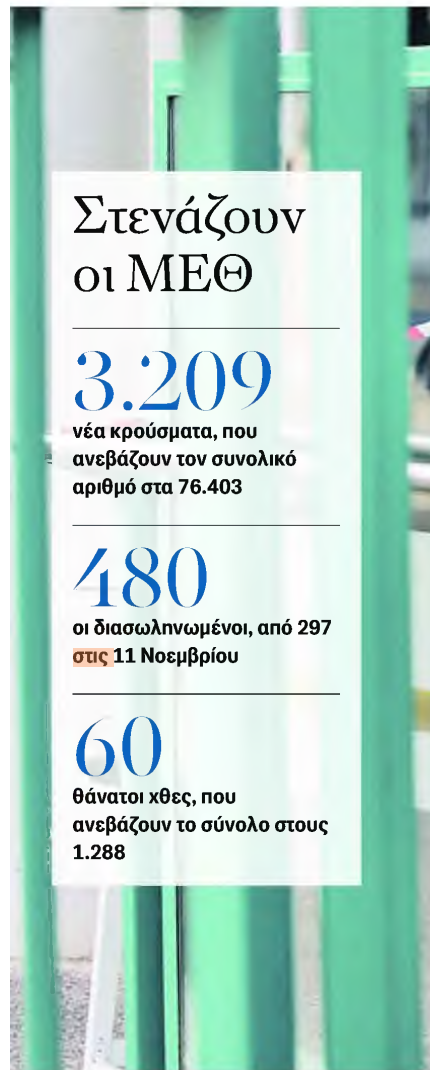 Στενάζουν
οι ΜΕΘ
3.209
νέα κρούσματα, που
ανεβάζουν τον συνολικό
αριθμό στα 76.403
480
οι διασωληνωμένοι, από 297
στις 11 Νοεμβρίου
60
θάνατοι χθες, που
ανεβάζουν το σύνολο στους
1.288